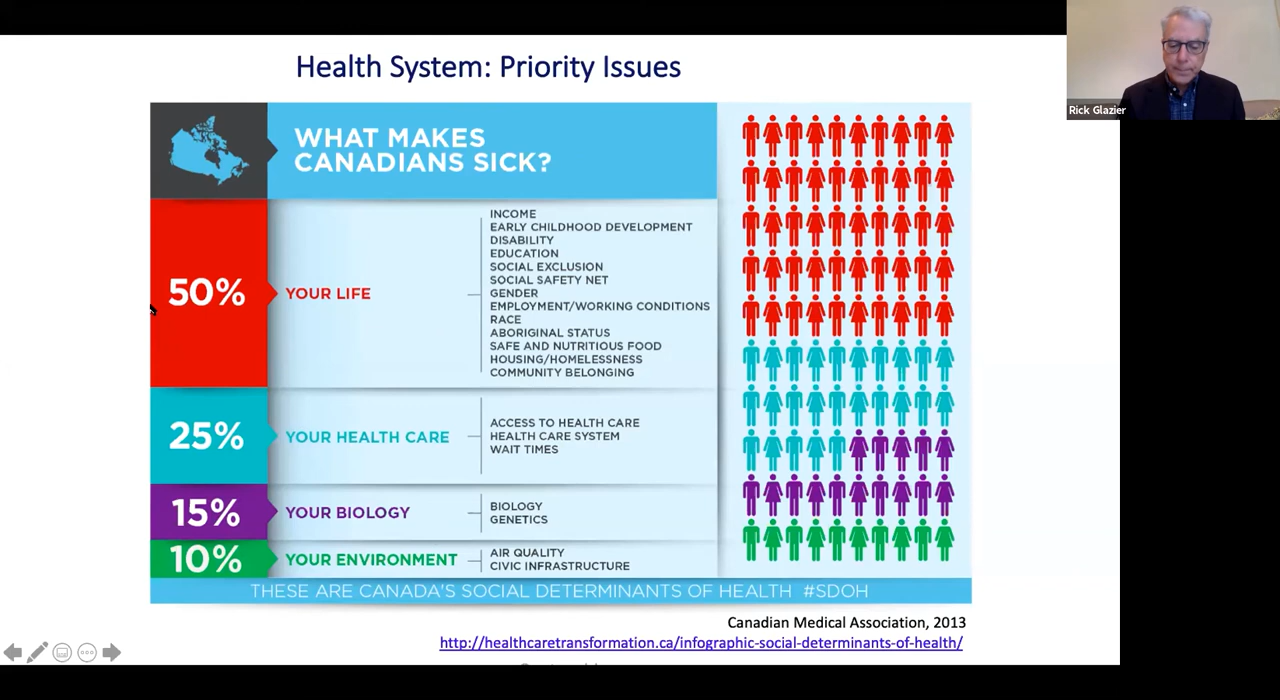 Health System: Priority Issues
Rick Glazier
WHAT MAKES
CANADIANS SICK?
50%
YOUR LIFE
INCOME
EARLY CHILDHOOD DEVELOPMENT
DISABILITY
EDUCATION
SOCIAL EXCLUSION
SOCIAL SAFETY NET
GENDER
EMPLOYMENT/WORKING CONDITIONS
RACE
ABORIGINAL STATUS
SAFE AND NUTRITIOUS FOOD
HOUSING/HOMELESSNESS
COMMUNITY BELONGING
25%
YOUR HEALTH CARE
ACCESS TO HEALTH CARE
HEALTH CARE SYSTEM
WAIT TIMES
15%
YOUR BIOLOGY
BIOLOGY
GENETICS
10%
YOUR ENVIRONMENT
AIR QUALITY
CIVIC INFRASTRUCTURE
THESE ARE CANADA'S SOCIAL DETERMINANTS OF HEALTH #SDOH
Canadian Medical Association, 2013
http://healthcaretransformation.ca/infographic-social-determinants-of-health/